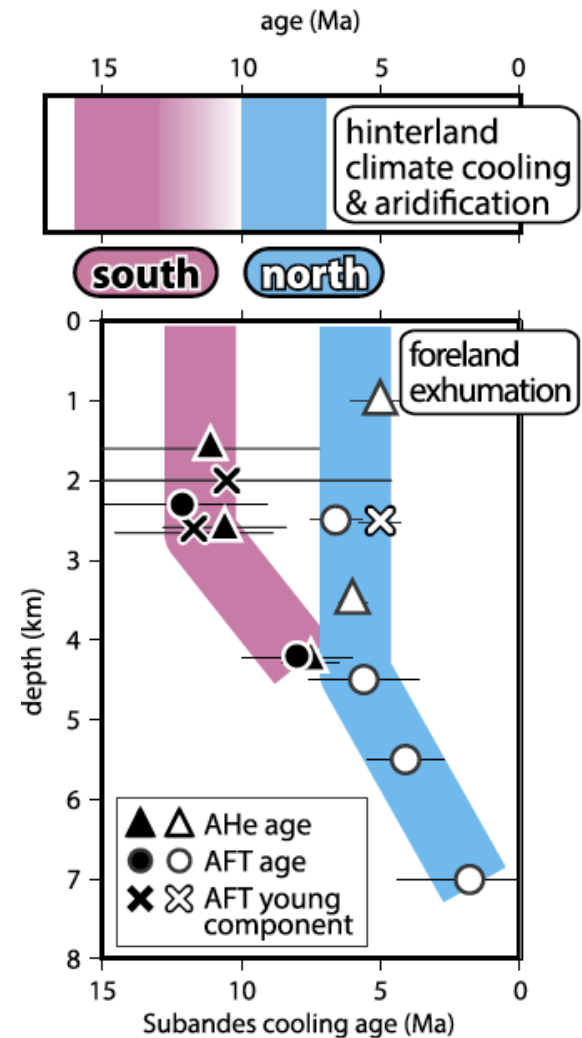 age (Ma)
15 10 5 0
hinterland
climate cooling
& aridification
south north
0
foreland
exhumation
1
2
3
4
5
6
7
8
depth (km)
AHe age
AFT age
AFT young
component
15 10 5 0
Subandes cooling age (Ma)